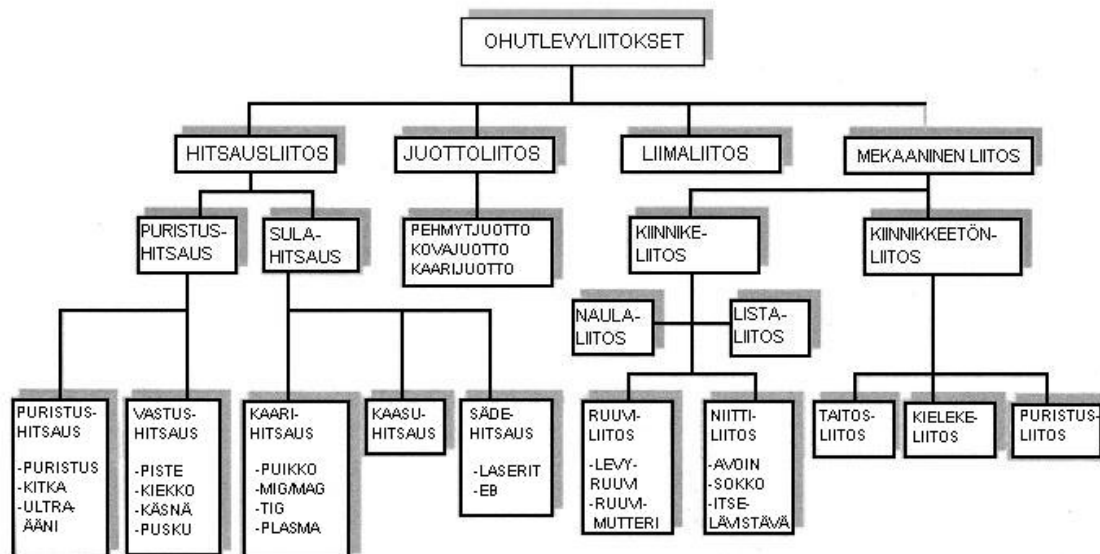 OHUTLEVYLIITOKSET
HITSAUSLIITOS
JUOTTOLIITOS
LIIMALIITOS
MEKAANINEN LIITOS
PURISTUS-
HITSAUS
SULA-
HITSAUS
PEHMYTJUOTTO
KOVAJUOTTO
KAARIJUOTTO
KIINNIKE-
LIITOS
KIINNIKKEETÖN-
LIITOS
NAULA-
LIITOS
LISTA-
LIITOS
PURISTUS-
HITSAUS
-PURISTUS
-KITKA
-ULTRA-
ÄÄNI
VASTUS-
HITSAUS
-PISTE
-KIEKKO
-KÄSNÄ
-PUSKU
KAARI-
HITSAUS
-PUIKKO
-MIG/MAG
-TIG
-PLASMA
KAASU-
HITSAUS
SÄDE-
HITSAUS
-LASERIT
-EB
RUUVI-
LIITOS
-LEVY-
RUUVI
-RUUVI-
MUTTERI
NIITTI-
LIITOS
-AVOIN
-SOKKO
-ITSE-
LÄVISTÄVÄ
TAITOS-
LIITOS
KIELEKE-
LIITOS
PURISTUS-
LIITOS